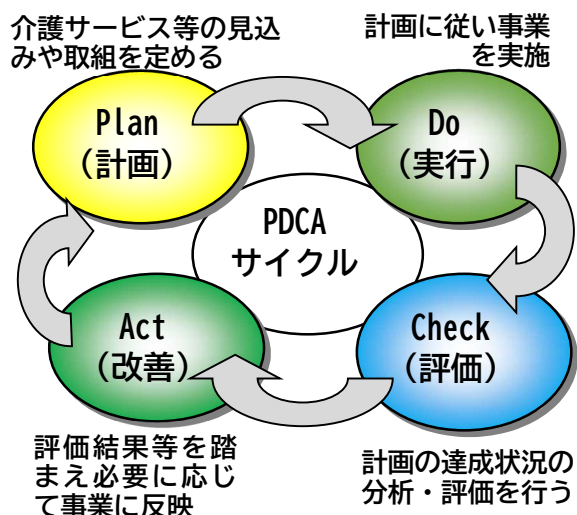 介護サービス等の見込
みや取組を定める
計画に従い事業
を実施
Plan
(計画)
Do
(実行)
PDCA
サイクル
Act
(改善)
Check
(評価)
評価結果等を踏
まえ必要に応じ
て事業に反映
計画の達成状況の
分析・評価を行う